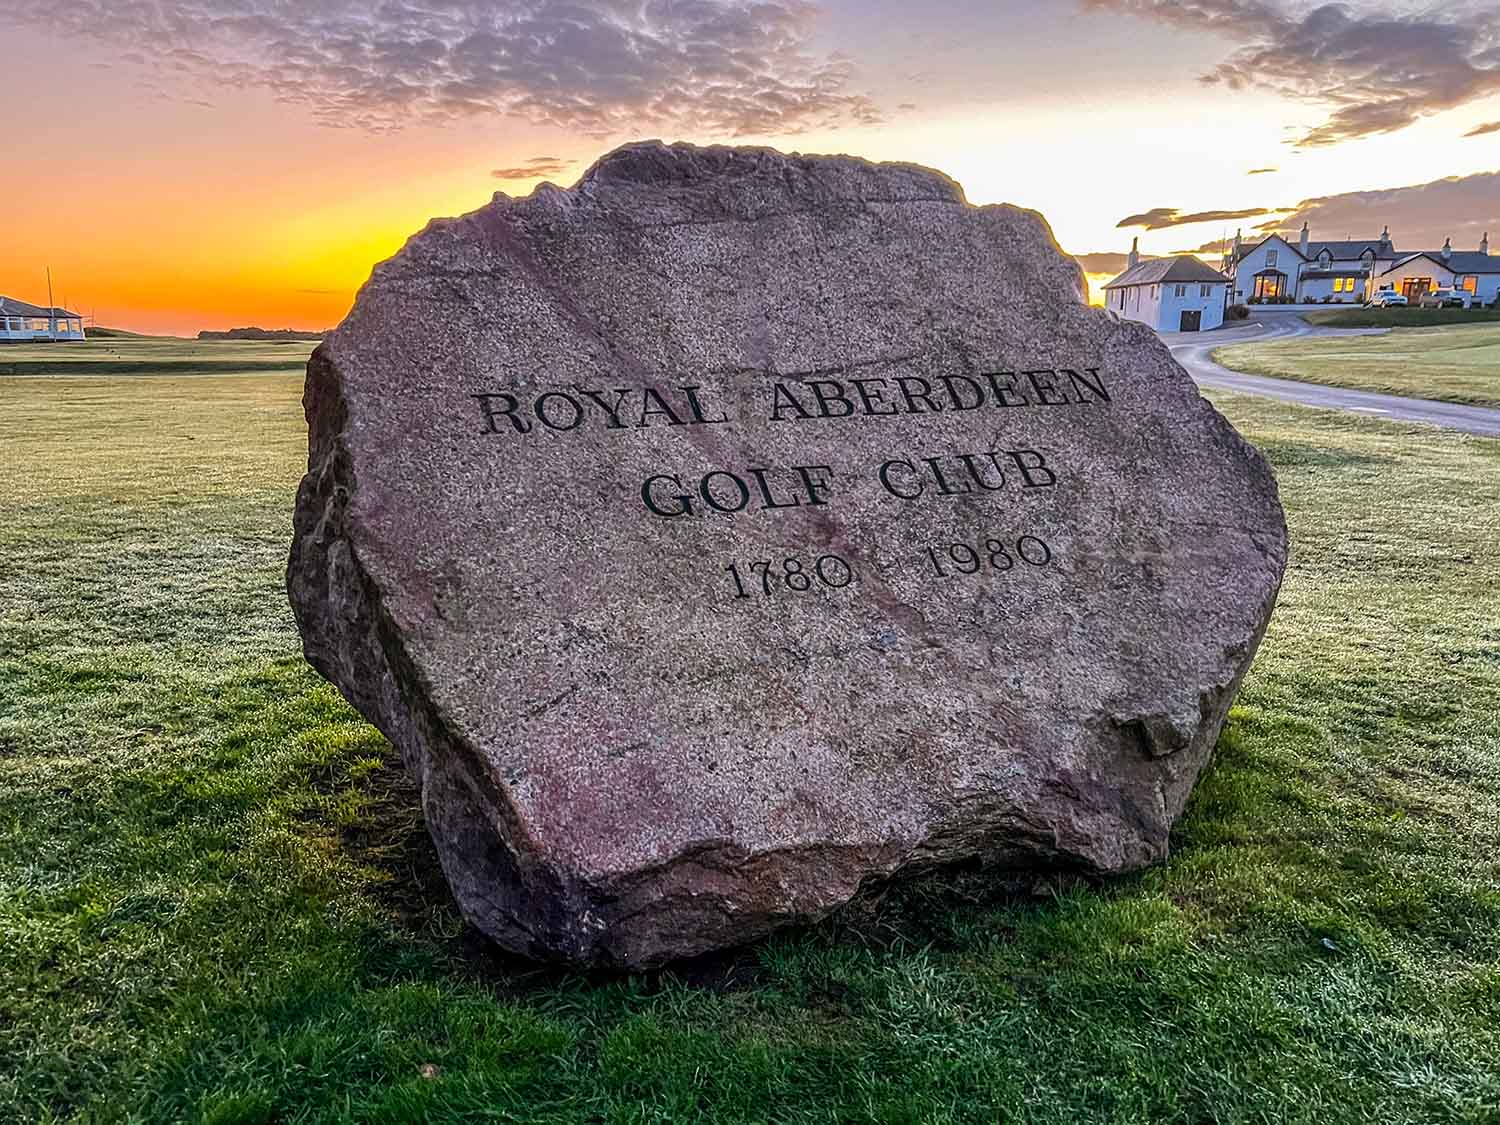 ROYAL ABERDEEN
GOLF CLUB
1780 - 1980